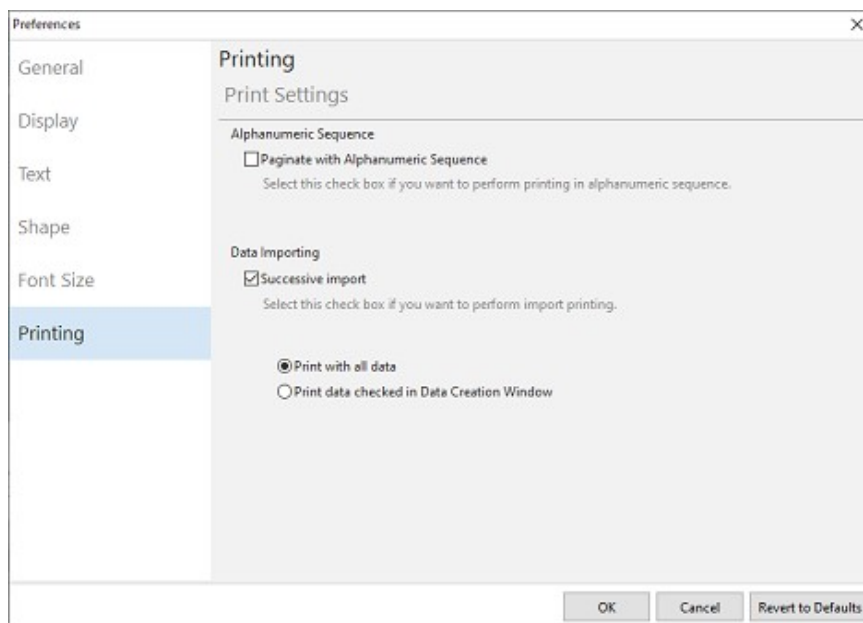 Preferences
General
Display
Text
Shape
Font Size
Printing
Printing
Print Settings
Alphanumeric Sequence
Paginate with Alphanumeric Sequence
Select this check box if you want to perform printing in alphanumeric sequence.
Data Importing
Successive import
Select this check box if you want to perform import printing.
Print with all data
Print data checked in Data Creation Window
OK Cancel Revert to Defaults